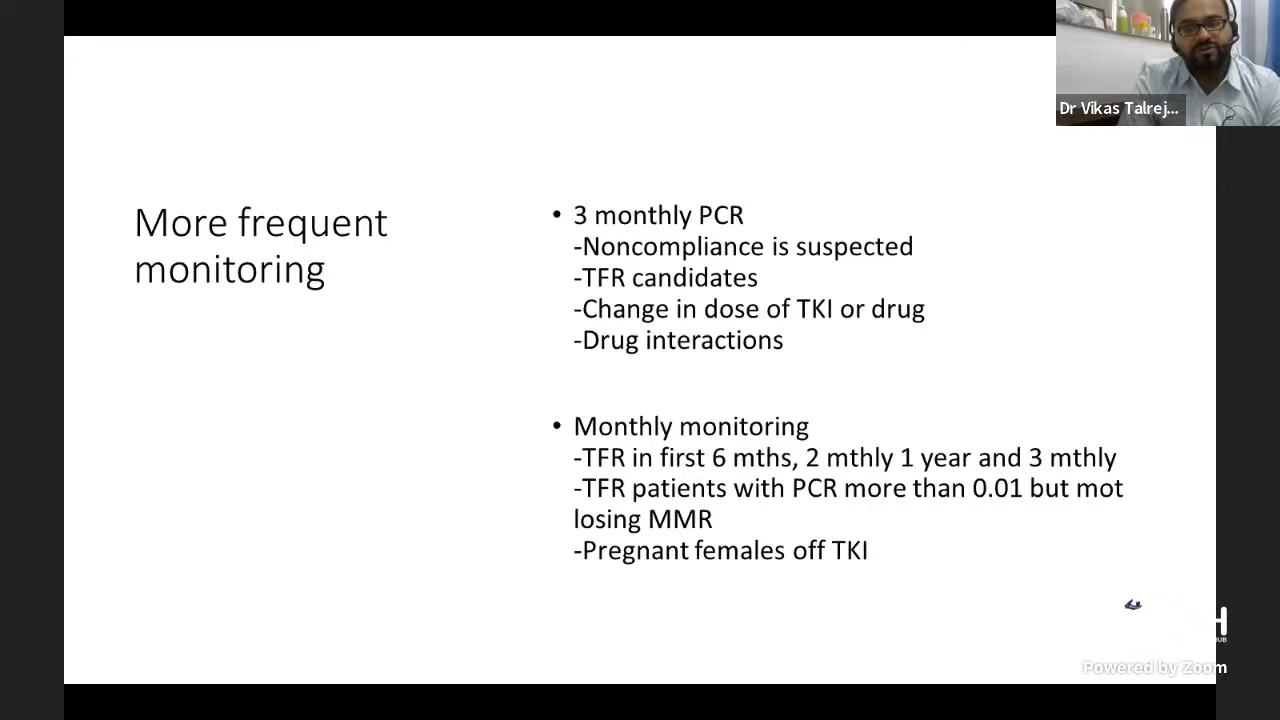 Dr Vikas Talrej...
More frequent
monitoring
• 3 monthly PCR
-Noncompliance is suspected
-TFR candidates
-Change in dose of TKI or drug
-Drug interactions
• Monthly monitoring
-TFR in first 6 mths, 2 mthly 1 year and 3 mthly
-TFR patients with PCR more than 0.01 but mot
losing MMR
-Pregnant females off TKI
H
UB
Powered by Zoom